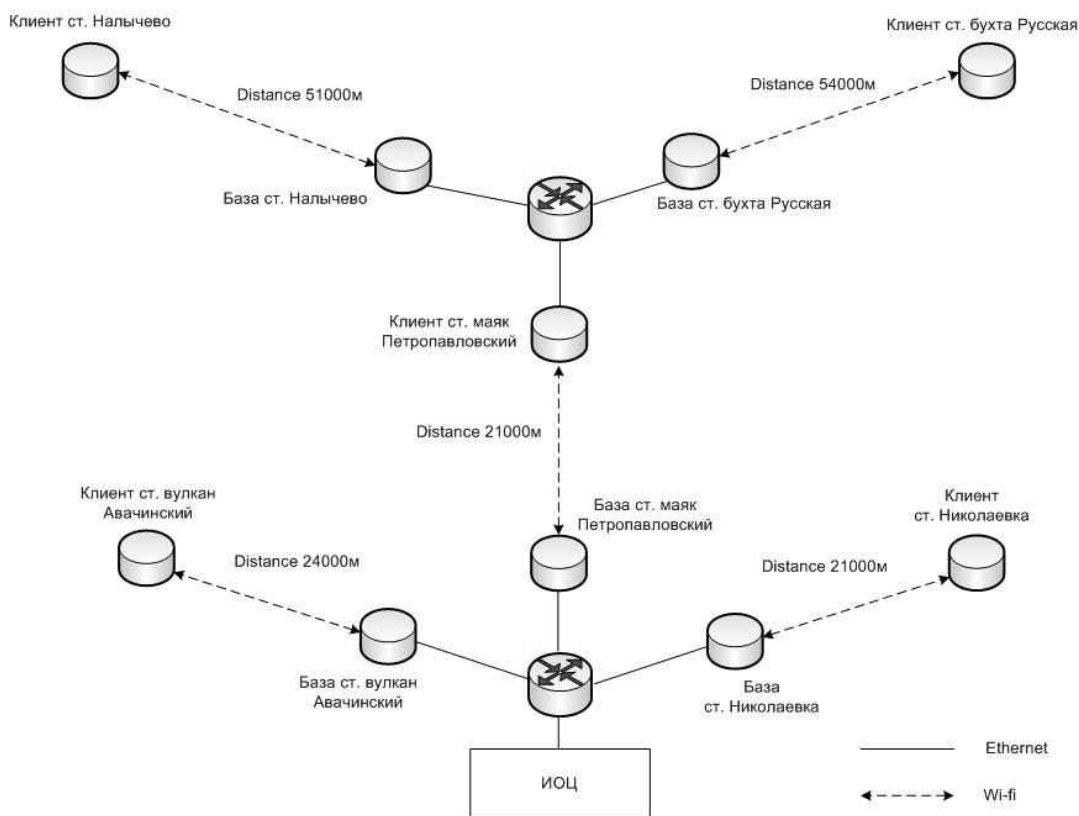 Клиент ст. Налычево
Клиент ст. бухта Русская
Distance 51000м
Distance 54000м
База ст. Налычево
База ст. бухта Русская
Клиент ст. маяк
Петропавловский
Distance 21000м
Клиент ст. вулкан
Авачинский
База ст. маяк
Петропавловский
Клиент
ст. Николаевка
Distance 24000м
Distance 21000м
База ст. вулкан
Авачинский
База
ст. Николаевка
ИОЦ
Ethernet
Wi-fi